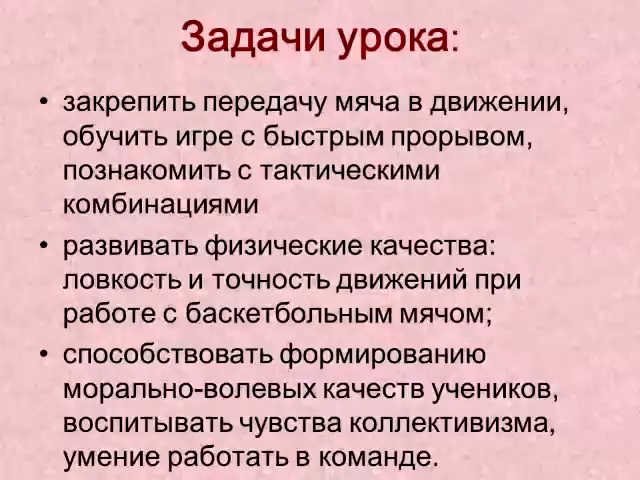 Задачи урока:
• закрепить передачу мяча в движении,
обучить игре с быстрым прорывом,
познакомить с тактическими
комбинациями
• развивать физические качества:
ловкость и точность движений при
работе с баскетбольным мячом;
• способствовать формированию
морально-волевых качеств учеников,
воспитывать чувства коллективизма,
умение работать в команде.